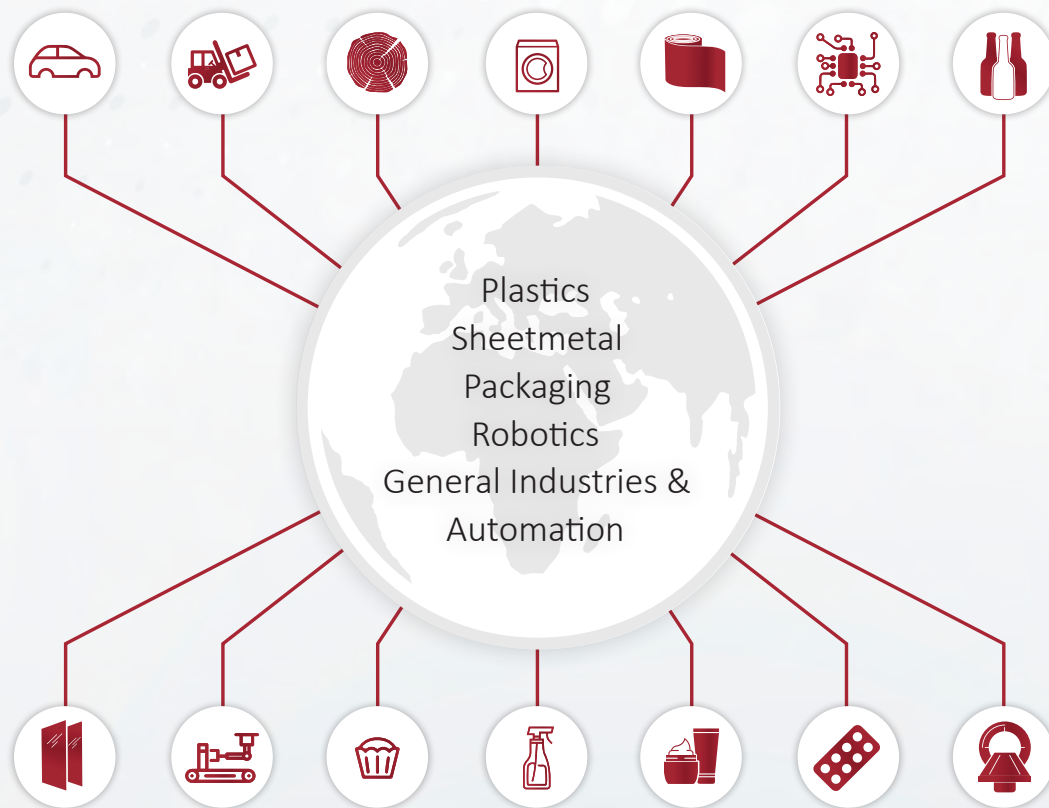 Plastics
Sheetmetal
Packaging
Robotics
General Industries &
Automation